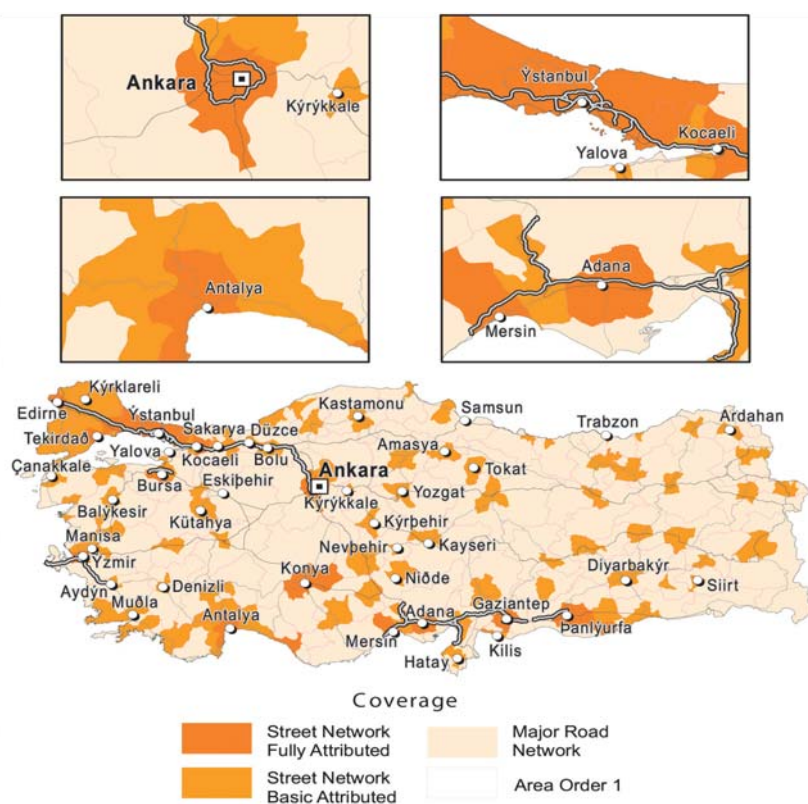 Ankara
Kýrýkkale
Ýstanbul
Kocaeli
Yalova
Antalya
Adana
Mersin
Kýrklareli
Edirne
Ýstanbul
Kastamonu
Samsun
Trabzon
Ardahan
Tekirdað
Sakarya Düzce
Yalova
Kocaeli
Bolu
Amasya
Çanakkale
Bursa
Eskiþehir
Ankara
Tokat
Kýrýkkale
Yozgat
Balýkesir
Kütahya
Kýrþehir
Manisa
Nevþehir
Kayseri
Ýzmir
Konya
Niðde
Diyarbakýr
Siirt
Aydýn
Denizli
Muðla
Antalya
Adana
Gaziantep
Mersin
Þanlýurfa
Hatay
Kilis
Coverage
Street Network
Fully Attributed
Major Road
Network
Street Network
Basic Attributed
Area Order 1